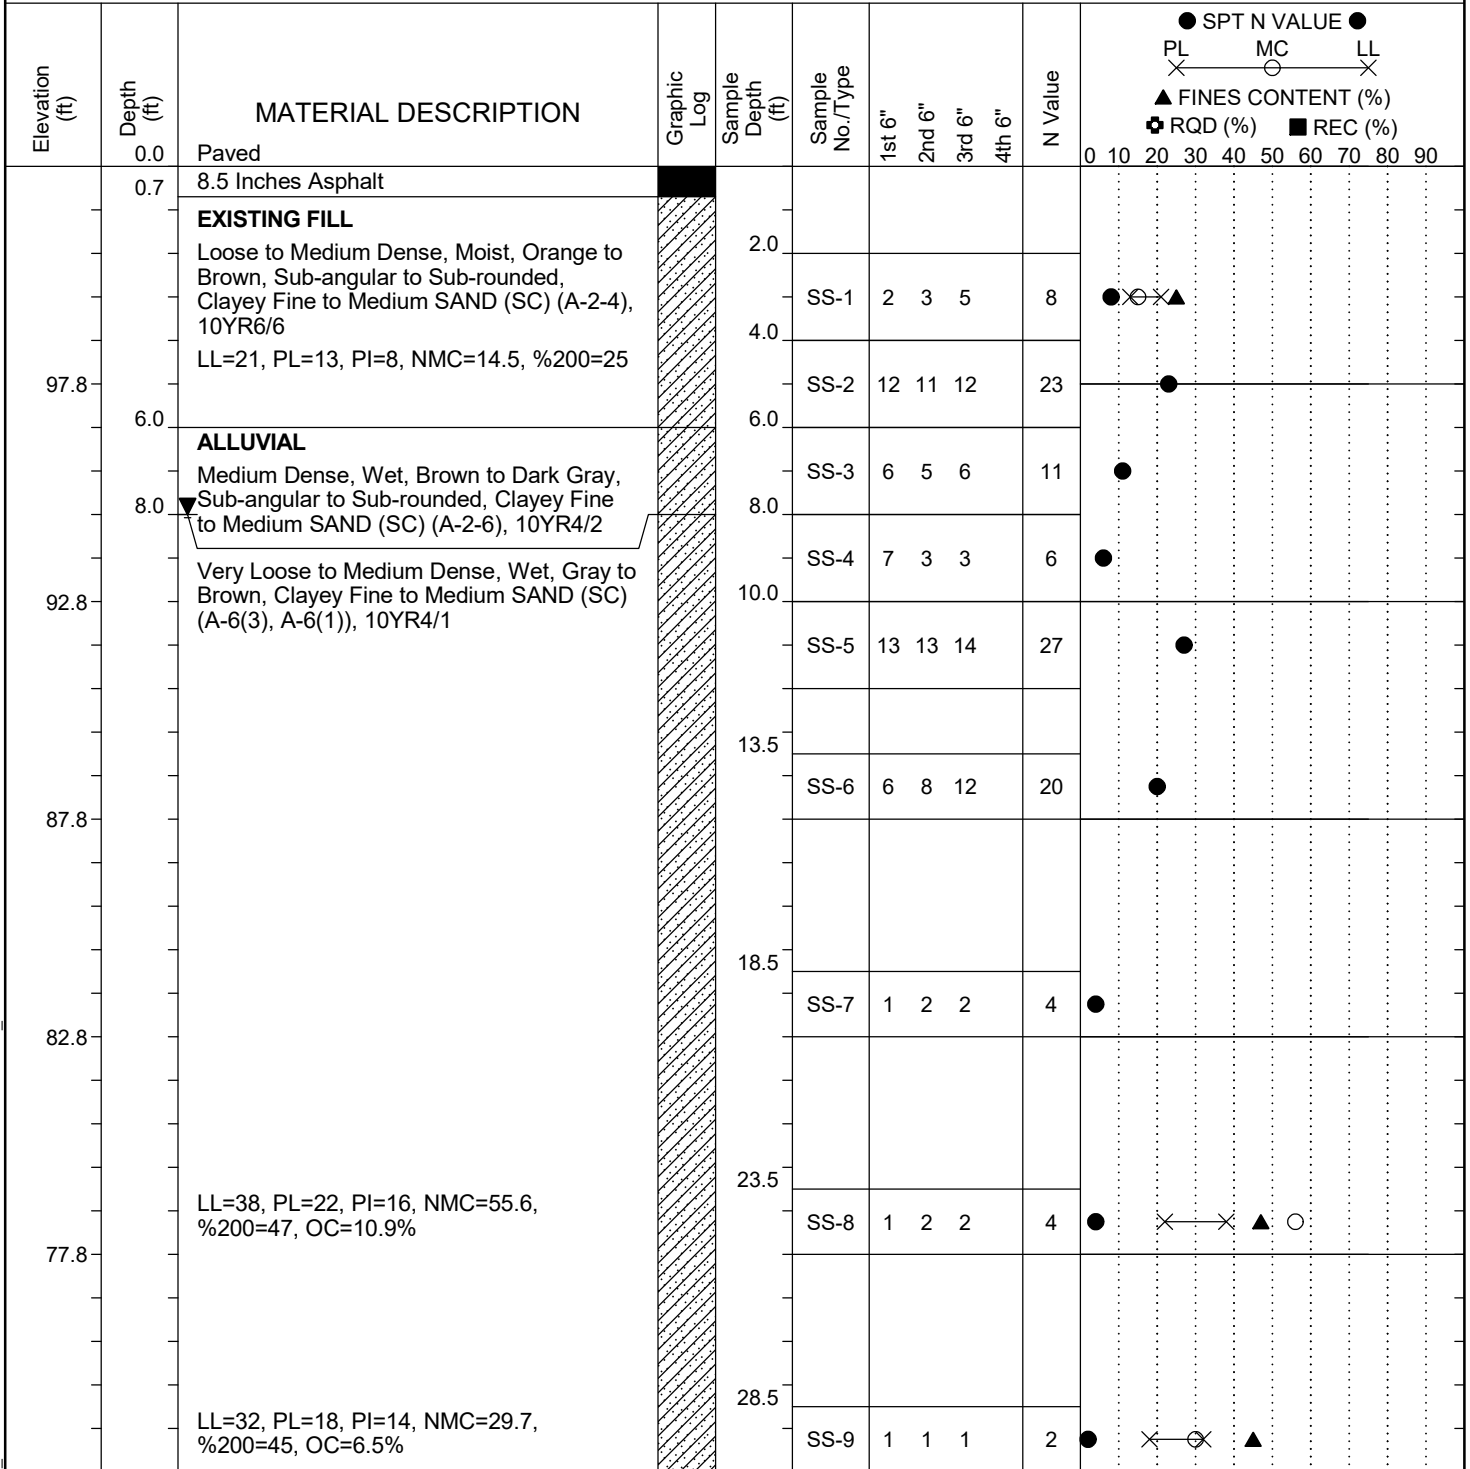 ● SPT N VALUE ●
PL MC LL
▲ FINES CONTENT (%)
RQD (%) ■ REC (%)
0 10 20 30 40 50 60 70 80 90
Elevation (ft)
Depth (ft)
MATERIAL DESCRIPTION
Graphic Log
Sample Depth (ft)
Sample No./Type
1st 6"
2nd 6"
3rd 6"
4th 6"
N Value
0.0 Paved
0.7 8.5 Inches Asphalt
EXISTING FILL
2.0
Loose to Medium Dense, Moist, Orange to
Brown, Sub-angular to Sub-rounded,
Clayey Fine to Medium SAND (SC) (A-2-4),
10YR6/6
SS-1 2 3 5 8
4.0
LL=21, PL=13, PI=8, NMC=14.5, %200=25
97.8 SS-2 12 11 12 23
6.0 6.0
ALLUVIAL
Medium Dense, Wet, Brown to Dark Gray,
Sub-angular to Sub-rounded, Clayey Fine
to Medium SAND (SC) (A-2-6), 10YR4/2
SS-3 6 5 6 11
8.0 8.0
Very Loose to Medium Dense, Wet, Gray to
Brown, Clayey Fine to Medium SAND (SC)
(A-6(3), A-6(1)), 10YR4/1
SS-4 7 3 3 6
92.8 10.0
SS-5 13 13 14 27
13.5
SS-6 6 8 12 20
87.8
18.5
SS-7 1 2 2 4
82.8
23.5
LL=38, PL=22, PI=16, NMC=55.6,
%200=47, OC=10.9%
SS-8 1 2 2 4
77.8
28.5
LL=32, PL=18, PI=14, NMC=29.7,
%200=45, OC=6.5%
SS-9 1 1 1 2